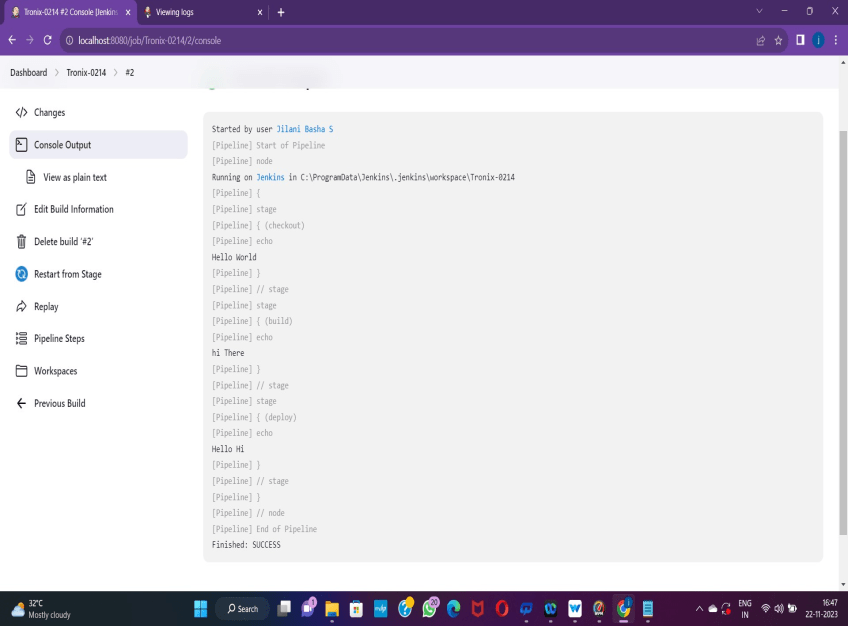 Tronix-0214 #2 Console [Jenkins
Viewing logs
localhost:8080/job/Tronix-0214/2/console
Dashboard > Tronix-0214 > #2
Changes
Console Output
View as plain text
Edit Build Information
Delete build '#2'
Restart from Stage
Replay
Pipeline Steps
Workspaces
Previous Build
Started by user Jilani Basha S
[Pipeline] Start of Pipeline
[Pipeline] node
Running on Jenkins in C:\ProgramData\Jenkins\.jenkins\workspace\Tronix-0214
[Pipeline] {
[Pipeline] stage
[Pipeline] { (checkout)
[Pipeline] echo
Hello World
[Pipeline] }
[Pipeline] // stage
[Pipeline] stage
[Pipeline] { (build)
[Pipeline] echo
hi There
[Pipeline] }
[Pipeline] // stage
[Pipeline] stage
[Pipeline] { (deploy)
[Pipeline] echo
Hello Hi
[Pipeline] }
[Pipeline] // stage
[Pipeline] }
[Pipeline] // node
[Pipeline] End of Pipeline
Finished: SUCCESS
32°C
Mostly cloudy
Search
ENG
IN
16:47
22-11-2023